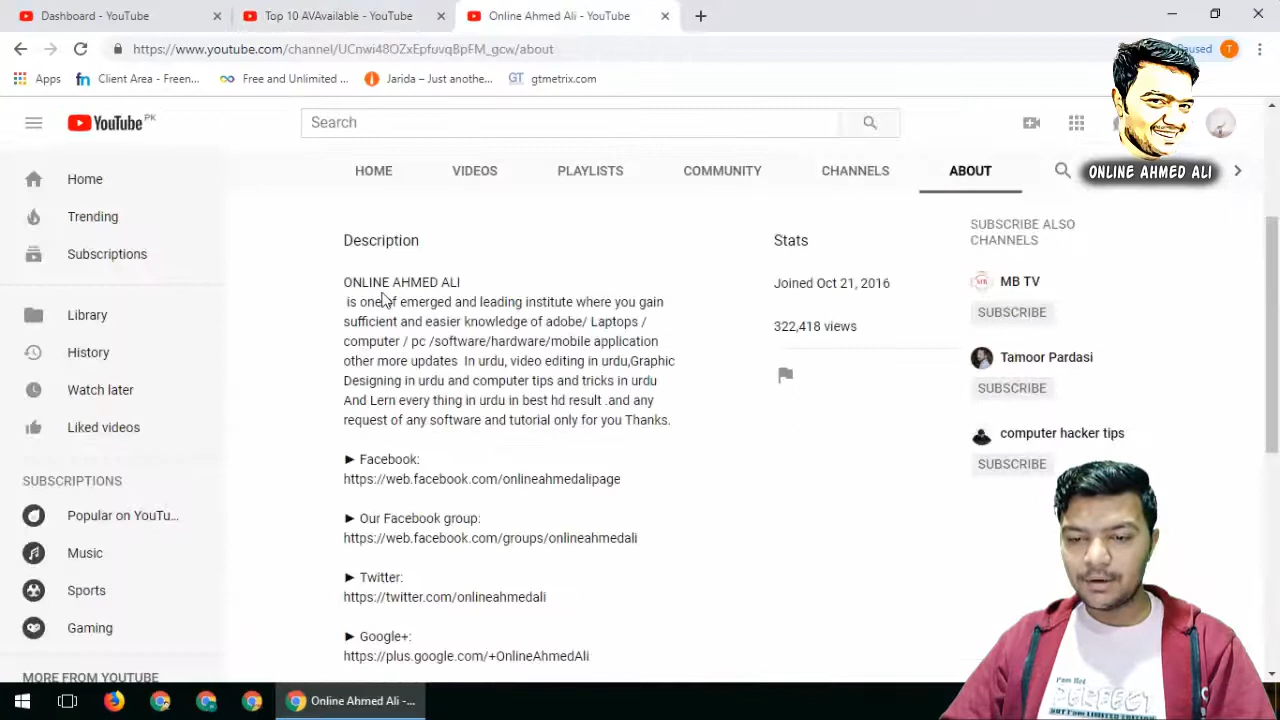 Dashboard - YouTube
Top 10 AVAvailable - YouTube
Online Ahmed Ali - YouTube
https://www.youtube.com/channel/UCnwi48OZxEpfuvqBpFM_gcw/about
Paused
T
Apps
Client Area - Freen...
Free and Unlimited ...
Jarida – Just anothe...
GT
gtmetrix.com
YouTube PK
Search
ONLINE AHMED ALI
HOME
VIDEOS
PLAYLISTS
COMMUNITY
CHANNELS
ABOUT
Home
Trending
Subscriptions
Library
History
Watch later
Liked videos
SUBSCRIPTIONS
Popular on YouTu...
Music
Sports
Gaming
MORE FROM YOUTUBE
Description
ONLINE AHMED ALI
is one of emerged and leading institute where you gain
sufficient and easier knowledge of adobe/ Laptops /
computer / pc /software/hardware/mobile application
other more updates In urdu, video editing in urdu,Graphic
Designing in urdu and computer tips and tricks in urdu
And Lern every thing in urdu in best hd result .and any
request of any software and tutorial only for you Thanks.
► Facebook:
https://web.facebook.com/onlineahmedalipage
► Our Facebook group:
https://web.facebook.com/groups/onlineahmedali
► Twitter:
https://twitter.com/onlineahmedali
► Google+:
https://plus.google.com/+OnlineAhmedAli
Stats
Joined Oct 21, 2016
322,418 views
SUBSCRIBE ALSO
CHANNELS
MB TV
SUBSCRIBE
Tamoor Pardasi
SUBSCRIBE
computer hacker tips
SUBSCRIBE
I'm Not
PERFECT
BUT I am LIMITED EDITION
Online Ahmed Ali -...